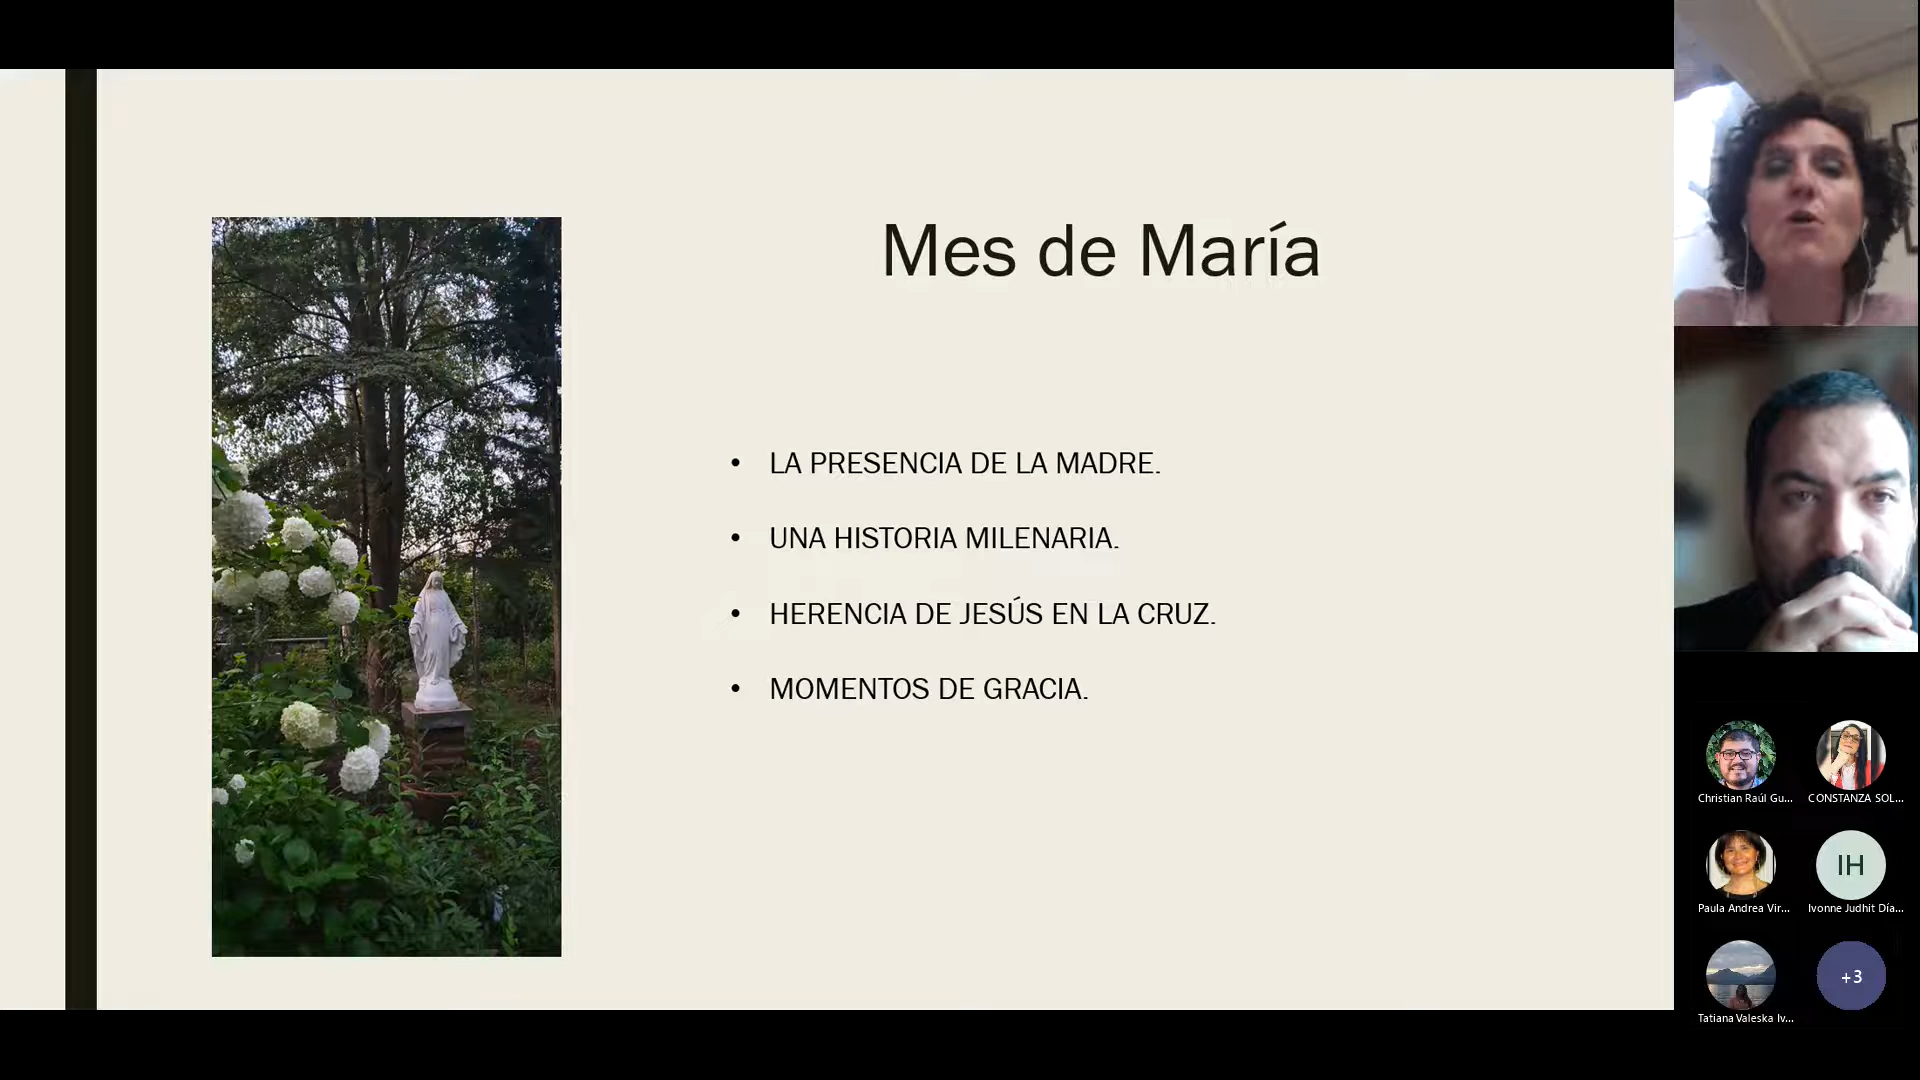 Mes de María
• LA PRESENCIA DE LA MADRE.
• UNA HISTORIA MILENARIA.
• HERENCIA DE JESÚS EN LA CRUZ.
• MOMENTOS DE GRACIA.
Christian Raúl Gu...
CONSTANZA SOL...
Paula Andrea Vir...
IH
Ivonne Judhit Día...
Tatiana Valeska Iv...
+3